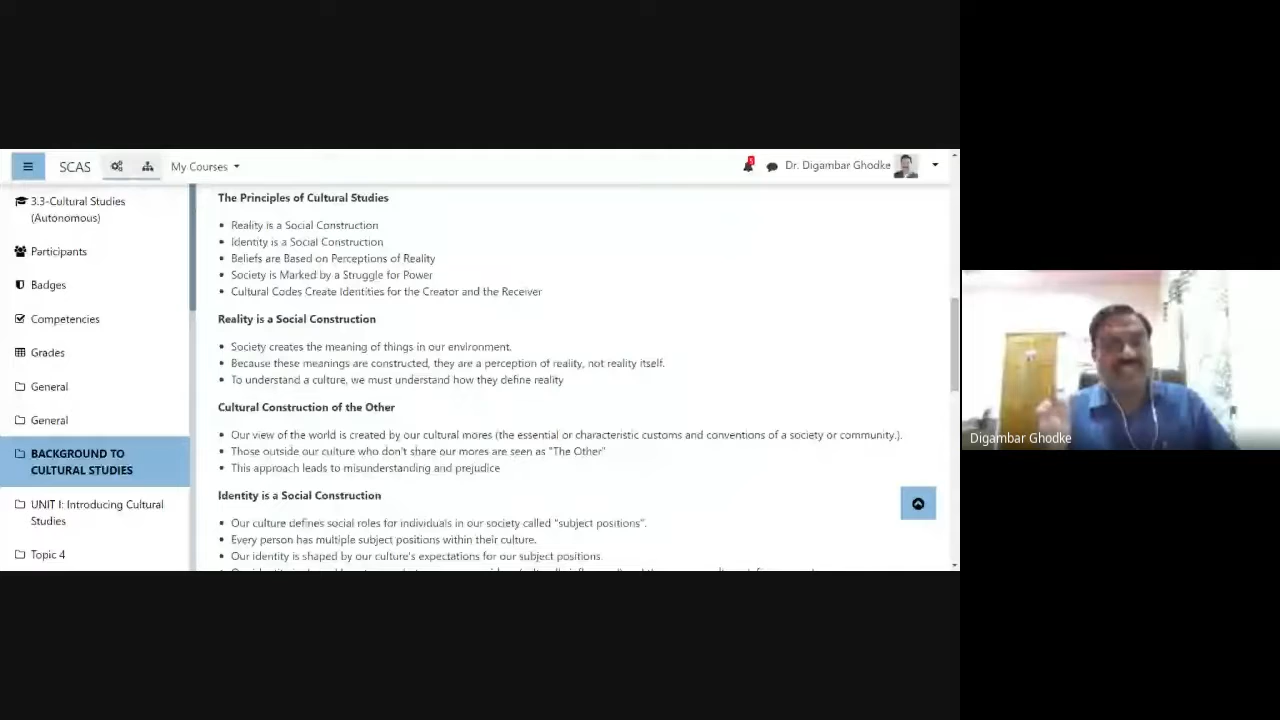 SCAS
My Courses
1
Dr. Digambar Ghodke
3.3-Cultural Studies
(Autonomous)
Participants
Badges
Competencies
Grades
General
General
BACKGROUND TO
CULTURAL STUDIES
UNIT I: Introducing Cultural
Studies
Topic 4
The Principles of Cultural Studies
Reality is a Social Construction
Identity is a Social Construction
Beliefs are Based on Perceptions of Reality
Society is Marked by a Struggle for Power
Cultural Codes Create Identities for the Creator and the Receiver
Reality is a Social Construction
Society creates the meaning of things in our environment.
Because these meanings are constructed, they are a perception of reality, not reality itself.
To understand a culture, we must understand how they define reality
Cultural Construction of the Other
Our view of the world is created by our cultural mores (the essential or characteristic customs and conventions of a society or community.).
Those outside our culture who don't share our mores are seen as "The Other"
This approach leads to misunderstanding and prejudice
Identity is a Social Construction
Our culture defines social roles for individuals in our society called "subject positions".
Every person has multiple subject positions within their culture.
Our identity is shaped by our culture's expectations for our subject positions.
Digambar Ghodke